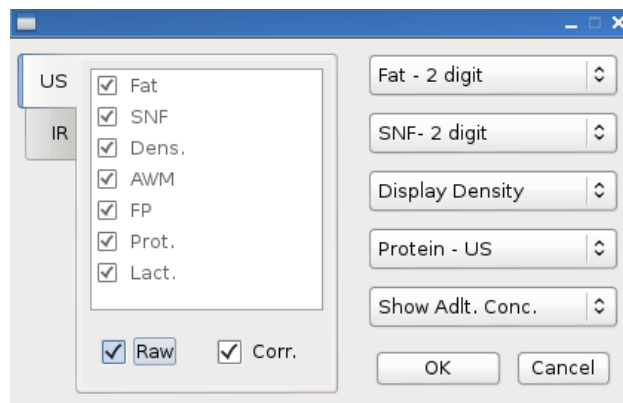 US
IR
Fat
SNF
Dens.
AWM
FP
Prot.
Lact.
Raw
Corr.
Fat - 2 digit
SNF- 2 digit
Display Density
Protein - US
Show Adlt. Conc.
OK
Cancel